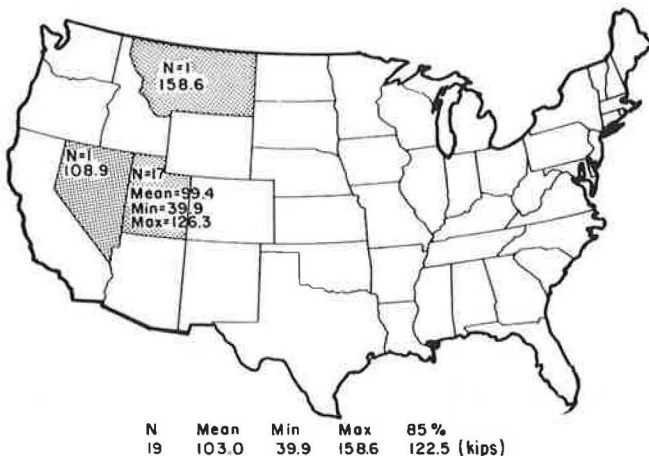 N=1
158.6
N=1
108.9
N=17
Mean=99.4
Min=39.9
Max=126.3
N Mean Min Max 85%
19 103.0 39.9 158.6 122.5 (kips)